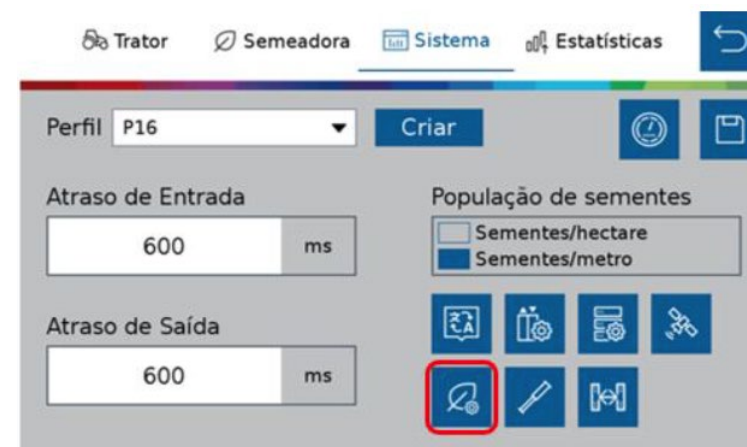 Trator Semeadora Sistema Estatísticas
Perfil P16 Criar
Atraso de Entrada
600 ms
População de sementes
Sementes/hectare
Sementes/metro
Atraso de Saída
600 ms